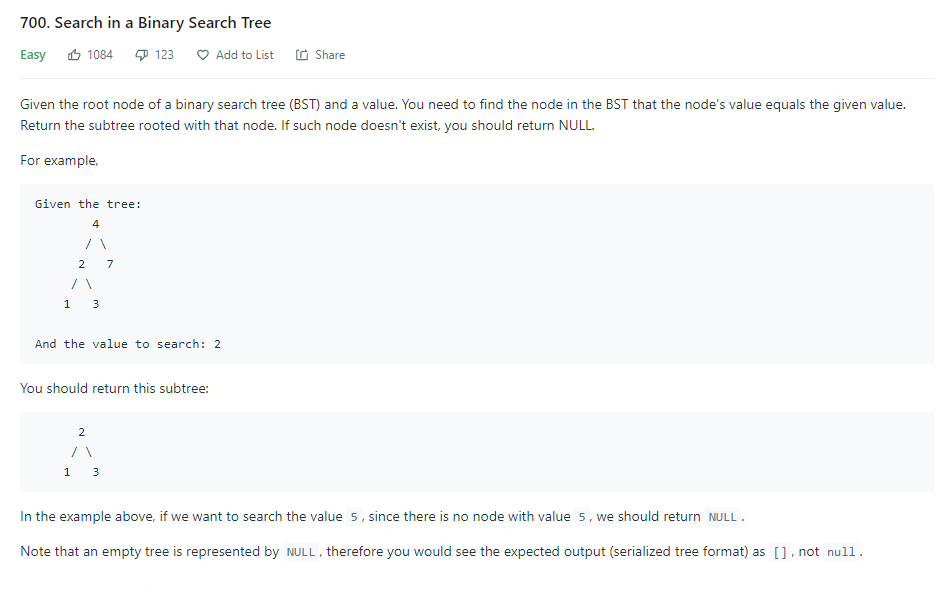 700. Search in a Binary Search Tree
Easy 1084 123 Add to List Share
Given the root node of a binary search tree (BST) and a value. You need to find the node in the BST that the node's value equals the given value.
Return the subtree rooted with that node. If such node doesn't exist, you should return NULL.
For example,
Given the tree:
        4
       / \
      2   7
     / \
    1   3
And the value to search: 2
You should return this subtree:
      2
     / \
    1   3
In the example above, if we want to search the value 5, since there is no node with value 5, we should return NULL.
Note that an empty tree is represented by NULL, therefore you would see the expected output (serialized tree format) as [], not null.